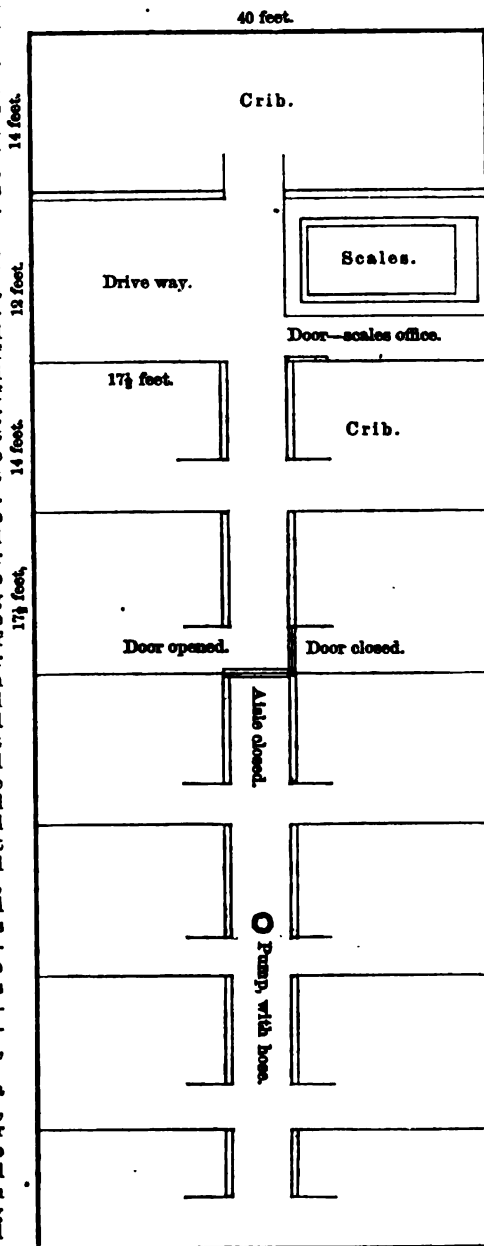 40 feet.
Crib.
14 feet.
Scales.
Drive way.
12 feet.
Door—scales office.
17½ feet.
Crib.
14 feet.
17½ feet,
Door opened.
Door closed.
Aisle closed.
Pump, with hose.